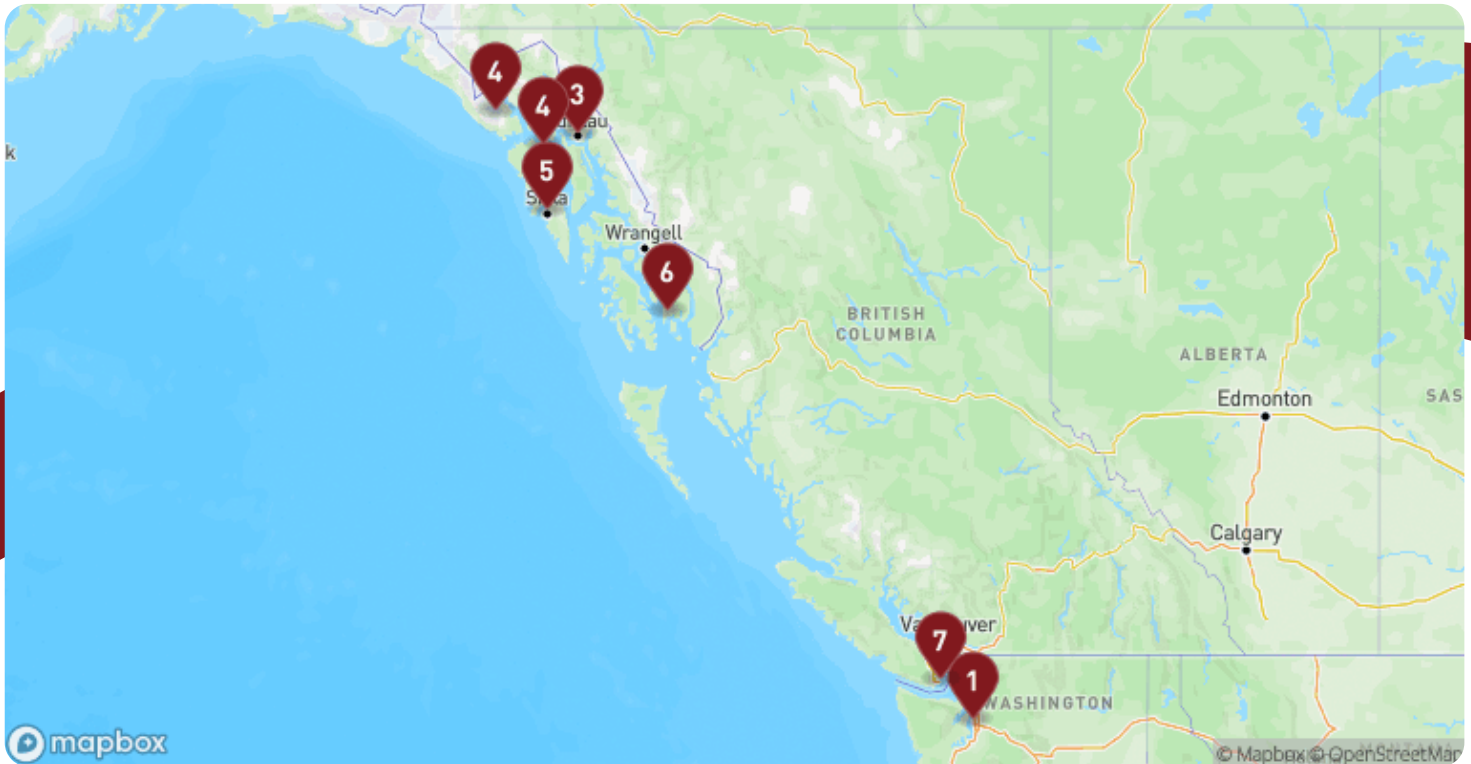 4
4
3
k
5
Wrangell
6
BRITISH
COLUMBIA
ALBERTA
Edmonton
SAS
Calgary
7
1
WASHINGTON
mapbox
© Mapbox © OpenStreetMap